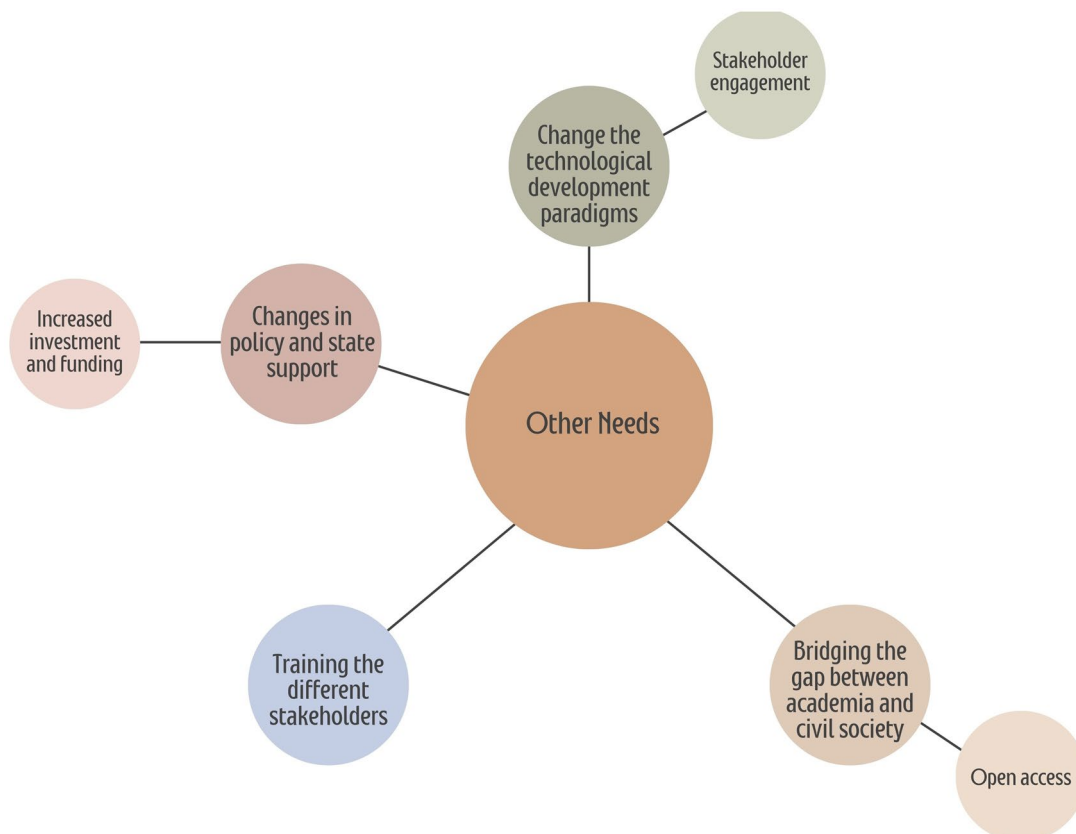 Stakeholder
engagement
Change the
technological
development
paradigms
Increased
investment
and funding
Changes in
policy and state
support
Other Needs
Training the
different
stakeholders
Bridging the
gap between
academia and
civil society
Open access